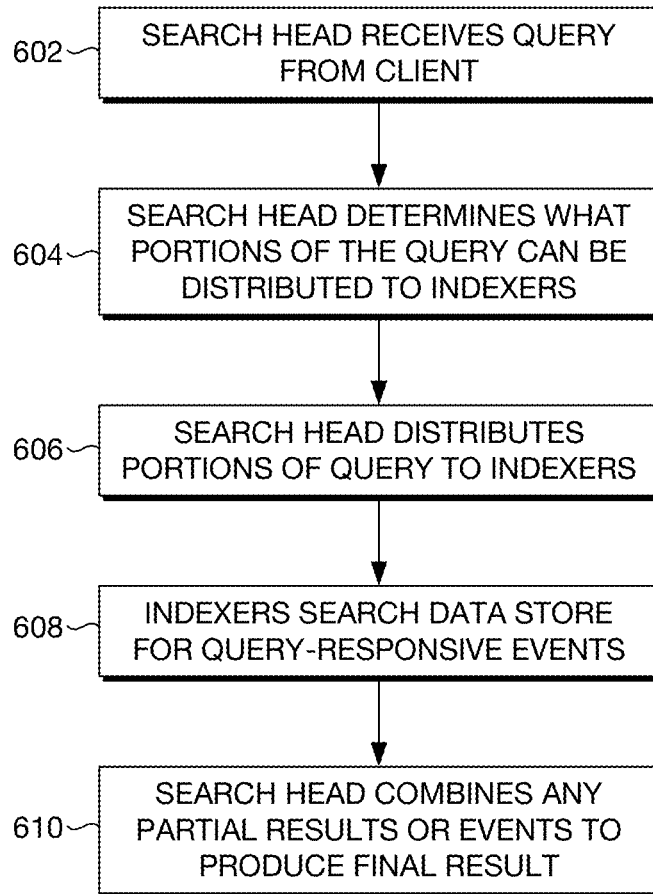 602
SEARCH HEAD RECEIVES QUERY
FROM CLIENT
604
SEARCH HEAD DETERMINES WHAT
PORTIONS OF THE QUERY CAN BE
DISTRIBUTED TO INDEXERS
606
SEARCH HEAD DISTRIBUTES
PORTIONS OF QUERY TO INDEXERS
608
INDEXERS SEARCH DATA STORE
FOR QUERY-RESPONSIVE EVENTS
610
SEARCH HEAD COMBINES ANY
PARTIAL RESULTS OR EVENTS TO
PRODUCE FINAL RESULT